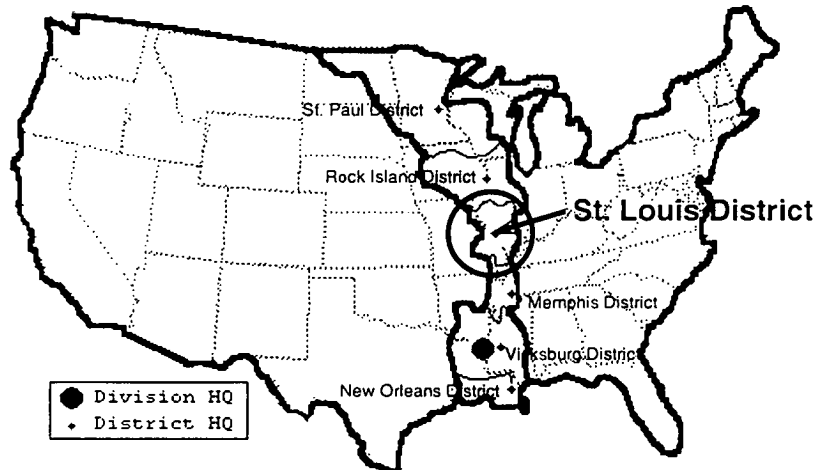 St. Paul District
Rock Island District
St. Louis District
Memphis District
Vicksburg District
New Orleans District
Division HQ
District HQ